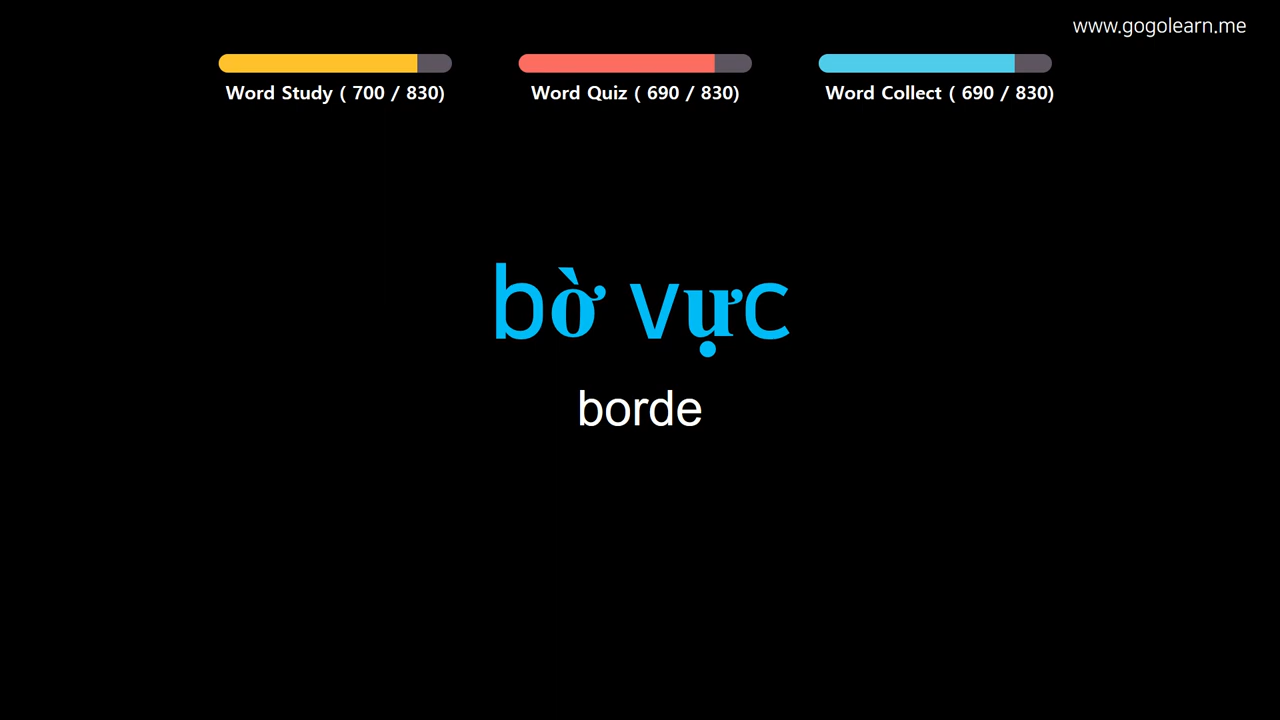 www.gogolearn.me
Word Study ( 700 / 830)
Word Quiz ( 690 / 830)
Word Collect ( 690 / 830)
bờ vực
borde